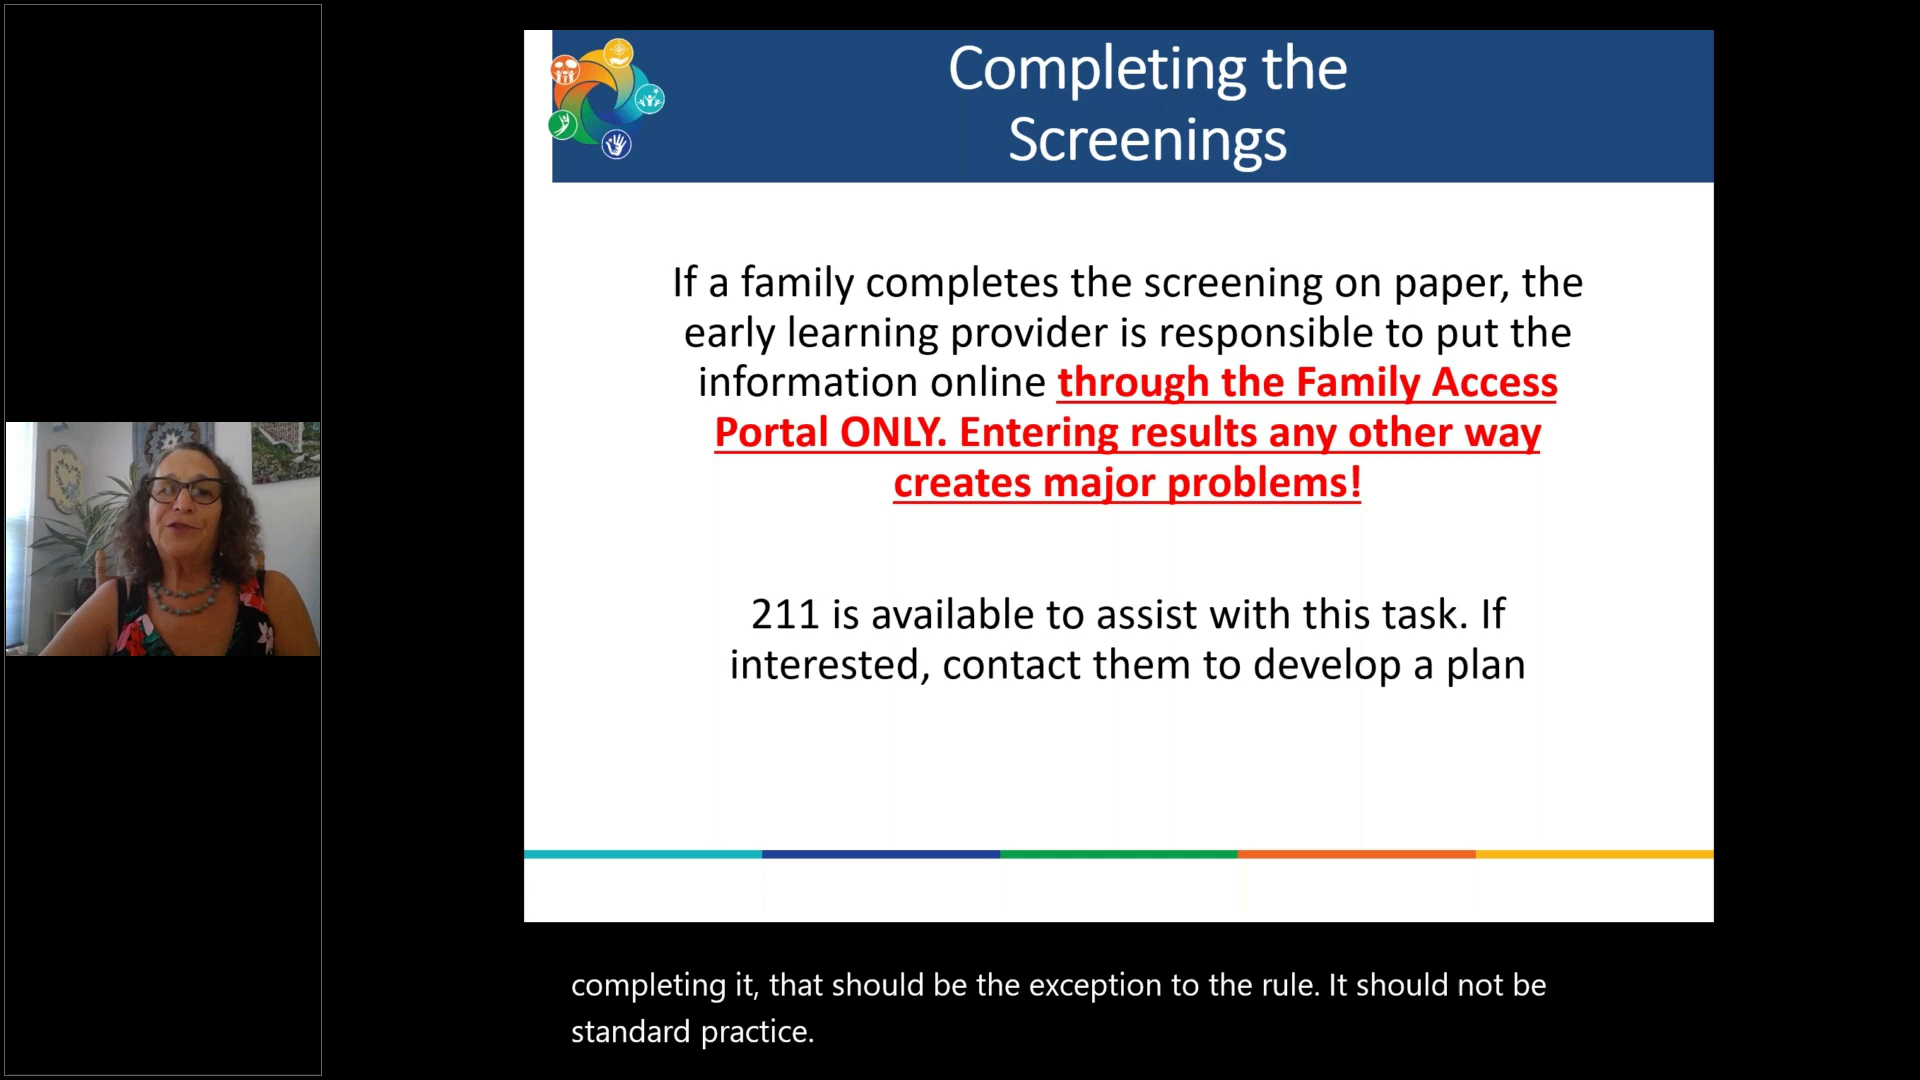 Completing the
Screenings
If a family completes the screening on paper, the
early learning provider is responsible to put the
information online through the Family Access
Portal ONLY. Entering results any other way
creates major problems!
211 is available to assist with this task. If
interested, contact them to develop a plan
completing it, that should be the exception to the rule. It should not be
standard practice.